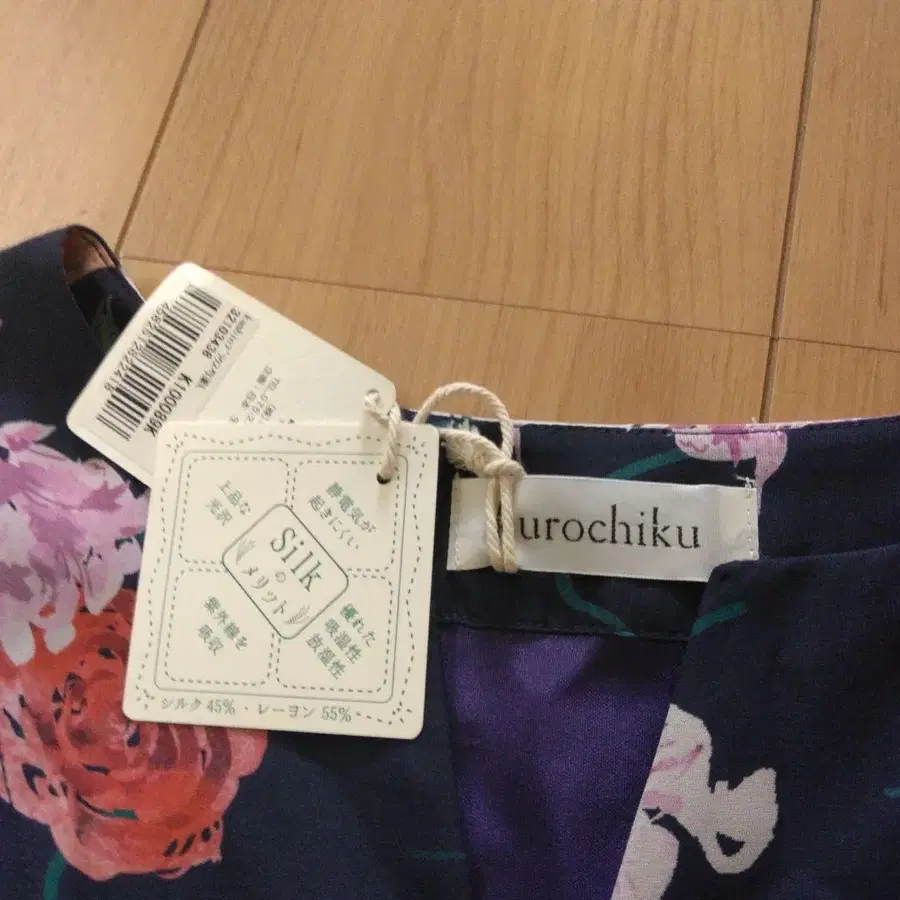 32103436
K100089K
上品な
光沢
静電気が
起きにくい
Silk
の
メリット
紫外線を
吸収
優れた
吸湿性
放湿性
シルク 45%・レーヨン 55%
urochiku